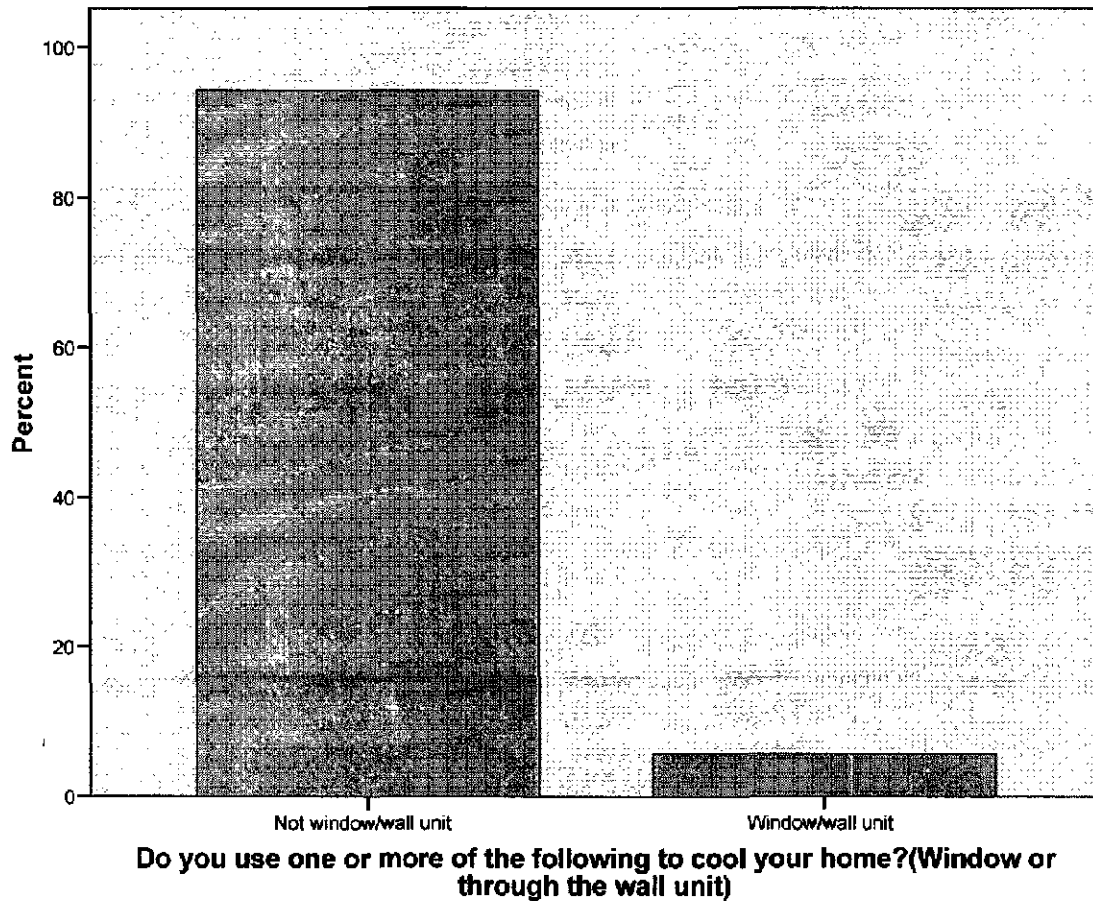 100
80
60
40
20
0
Percent
Not window/wall unit
Window/wall unit
Do you use one or more of the following to cool your home?(Window or
through the wall unit)